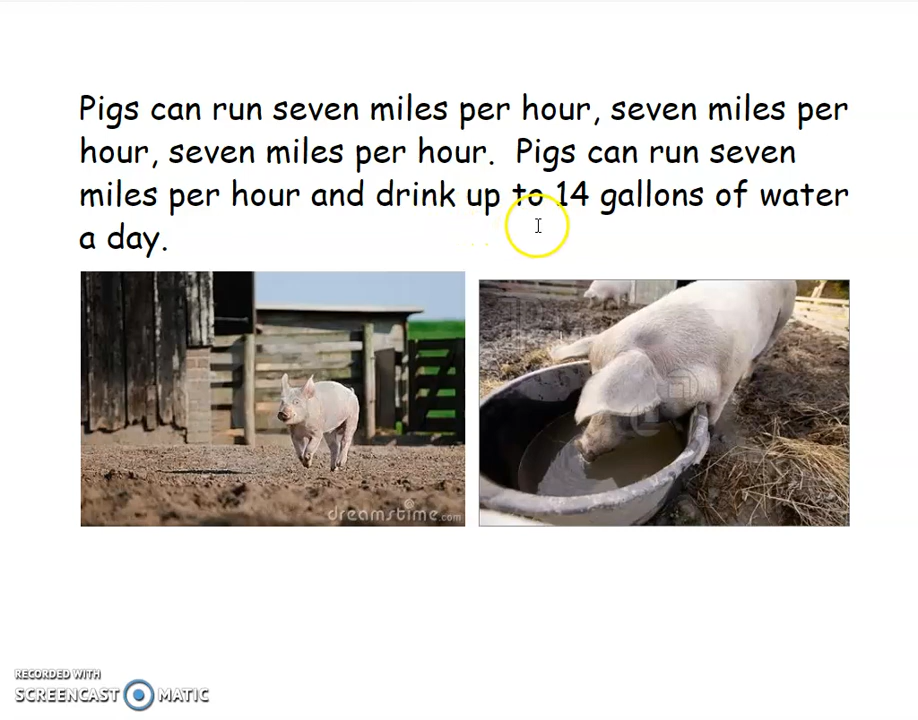 Pigs can run seven miles per hour, seven miles per
hour, seven miles per hour.  Pigs can run seven
miles per hour and drink up to 14 gallons of water
a day.
dreamstime.com
RECORDED WITH
SCREENCAST MATIC